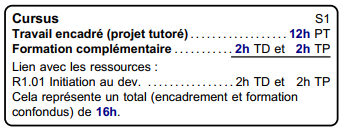 Cursus S1
Travail encadré (projet tutoré) . . . . . . . . . . . . . . . . . 12h PT
Formation complémentaire . . . . . . . . . . 2h TD et 2h TP
Lien avec les ressources :
R1.01 Initiation au dev. . . . . . . . . . . . . . . . 2h TD et 2h TP
Cela représente un total (encadrement et formation
confondus) de 16h.